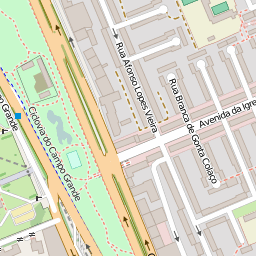 Rua Afonso Lopes Vieira
Rua Branca de Gonta Colaço
Avenida da Igre
Ciclovia do Campo Grande
o Grande